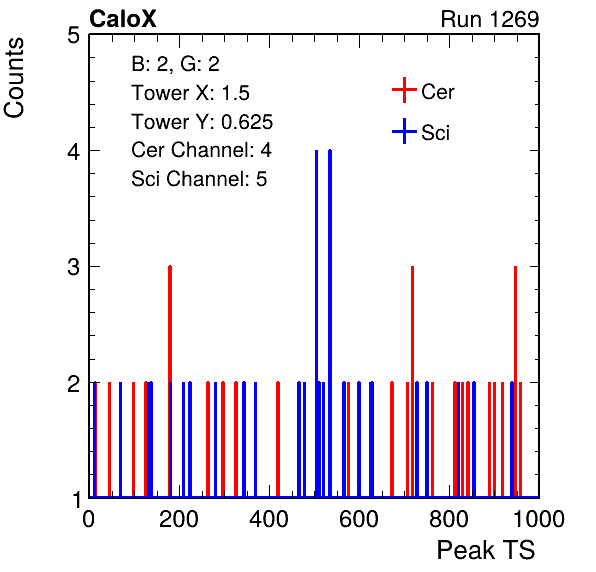 CaloX Run 1269
Counts
5
4
3
2
1
B: 2, G: 2
Tower X: 1.5
Tower Y: 0.625
Cer Channel: 4
Sci Channel: 5
Cer
Sci
0 200 400 600 800 1000
Peak TS